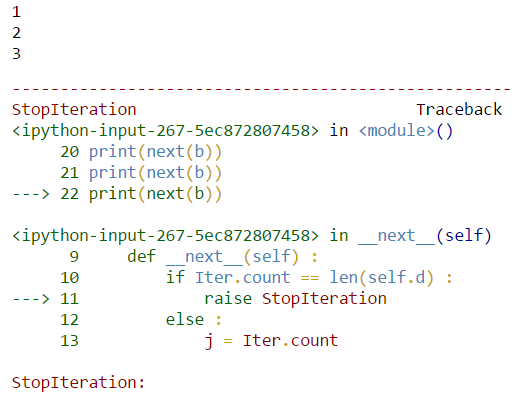 1
2
3
---------------------------------------------------
StopIteration                             Traceback
<ipython-input-267-5ec872807458> in <module>()
     20 print(next(b))
     21 print(next(b))
---> 22 print(next(b))
<ipython-input-267-5ec872807458> in __next__(self)
      9     def __next__(self) :
     10         if Iter.count == len(self.d) :
---> 11             raise StopIteration
     12         else :
     13             j = Iter.count
StopIteration: